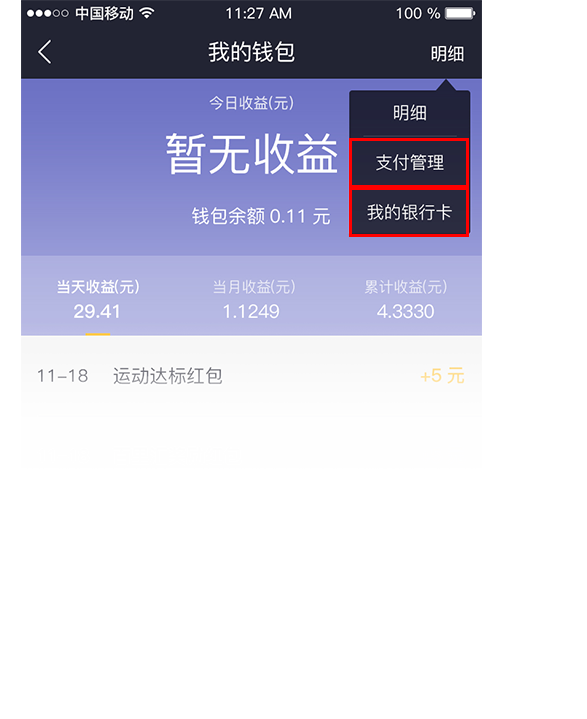 中国移动 11:27 AM 100 %
我的钱包 明细
今日收益(元)
明细
暂无收益
支付管理
钱包余额 0.11 元
我的银行卡
当天收益(元) 当月收益(元) 累计收益(元)
29.41 1.1249 4.3330
11-18 运动达标红包 +5 元